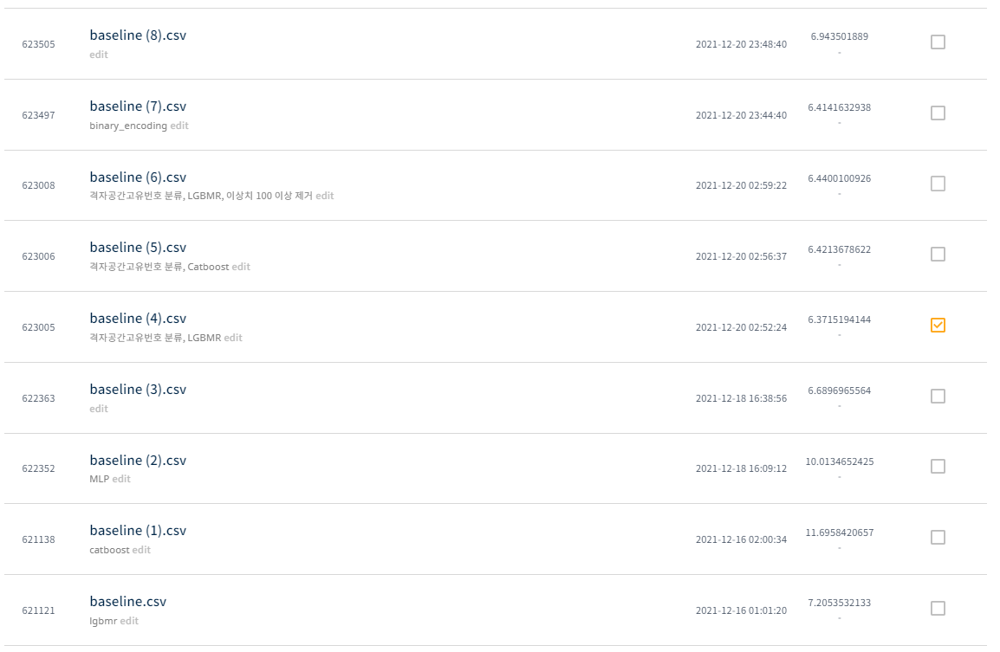 623505
baseline (8).csv
edit
2021-12-20 23:48:40
6.943501889
-
623497
baseline (7).csv
binary_encoding edit
2021-12-20 23:44:40
6.4141632938
-
623008
baseline (6).csv
격자공간고유번호 분류, LGBMR, 이상치 100 이상 제거 edit
2021-12-20 02:59:22
6.4400100926
-
623006
baseline (5).csv
격자공간고유번호 분류, Catboost edit
2021-12-20 02:56:37
6.4213678622
-
623005
baseline (4).csv
격자공간고유번호 분류, LGBMR edit
2021-12-20 02:52:24
6.3715194144
-
622363
baseline (3).csv
edit
2021-12-18 16:38:56
6.6896965564
-
622352
baseline (2).csv
MLP edit
2021-12-18 16:09:12
10.0134652425
-
621138
baseline (1).csv
catboost edit
2021-12-16 02:00:34
11.6958420657
-
621121
baseline.csv
lgbmr edit
2021-12-16 01:01:20
7.2053532133
-